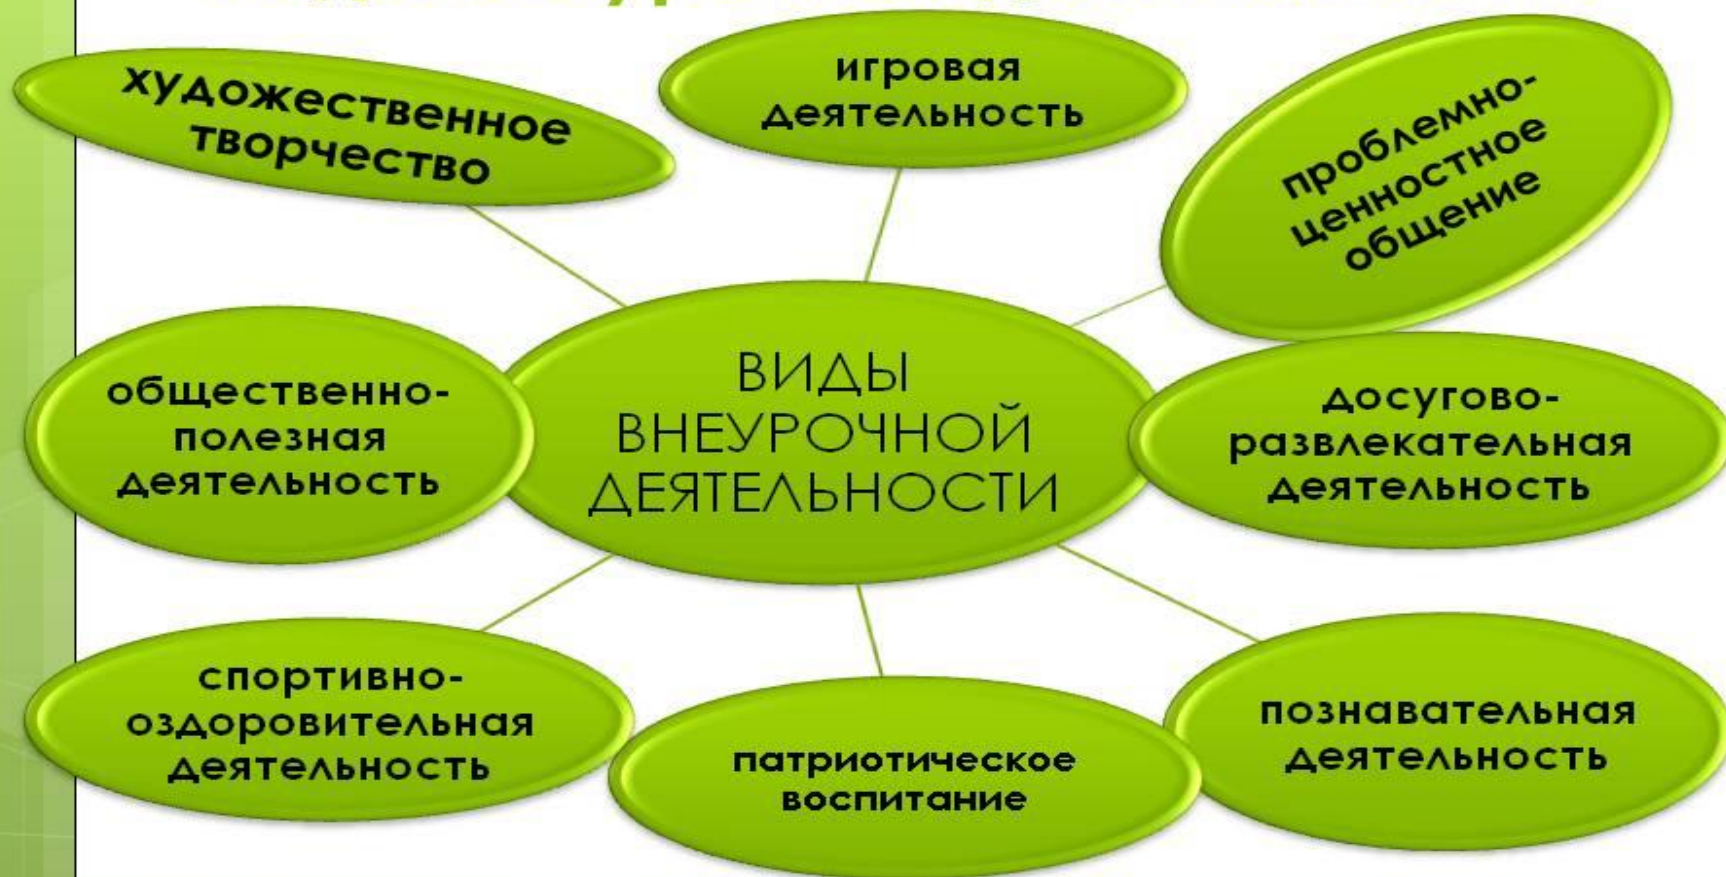 художественное
творчество
игровая
деятельность
проблемно-
ценностное
общение
общественно-
полезная
деятельность
ВИДЫ
ВНЕУРОЧНОЙ
ДЕЯТЕЛЬНОСТИ
досугово-
развлекательная
деятельность
спортивно-
оздоровительная
деятельность
патриотическое
воспитание
познавательная
деятельность